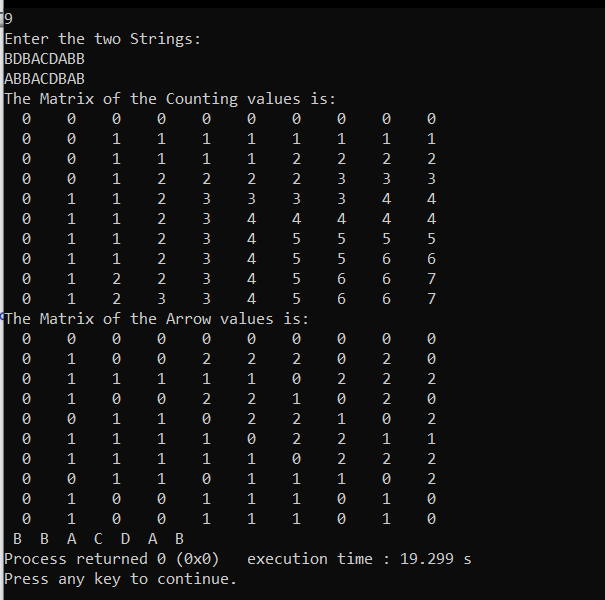 9
Enter the two Strings:
BDBACDABB
ABBACDBAB
The Matrix of the Counting values is:
0 0 0 0 0 0 0 0 0 0
0 0 1 1 1 1 1 1 1 1
0 0 1 1 1 1 2 2 2 2
0 0 1 2 2 2 2 3 3 3
0 1 1 2 3 3 3 3 4 4
0 1 1 2 3 4 4 4 4 4
0 1 1 2 3 4 5 5 5 5
0 1 1 2 3 4 5 5 6 6
0 1 2 2 3 4 5 6 6 7
0 1 2 3 3 4 5 6 6 7
The Matrix of the Arrow values is:
0 0 0 0 0 0 0 0 0 0
0 1 0 0 2 2 2 0 2 0
0 1 1 1 1 1 0 2 2 2
0 1 0 0 2 2 1 0 2 0
0 0 1 1 0 2 2 1 0 2
0 1 1 1 1 0 2 2 1 1
0 1 1 1 1 1 0 2 2 2
0 0 1 1 0 1 1 1 0 2
0 1 0 0 1 1 1 0 1 0
0 1 0 0 1 1 1 0 1 0
B B A C D A B
Process returned 0 (0x0) execution time : 19.299 s
Press any key to continue.